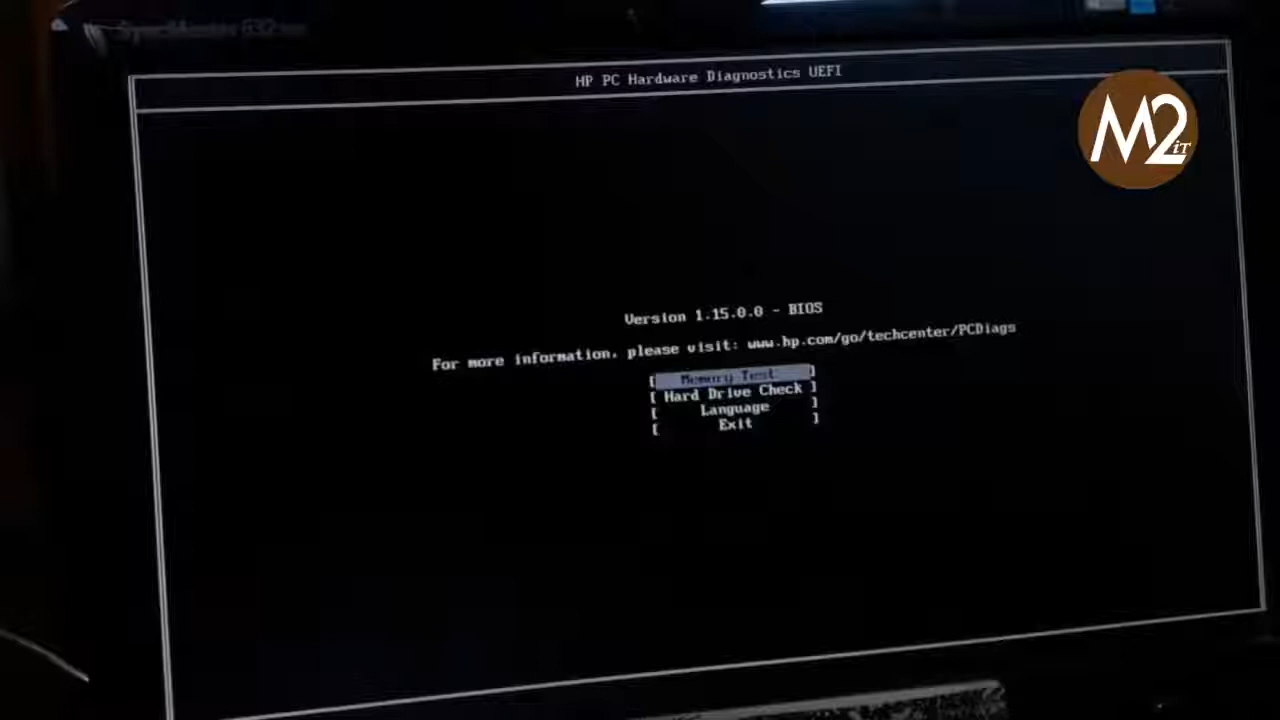 HP PC Hardware Diagnostics UEFI
M2
iT
Version 1.15.0.0 - BIOS
For more information, please visit: www.hp.com/go/techcenter/PCDiags
[ Memory Test ]
[ Hard Drive Check ]
[ Language ]
[ Exit ]